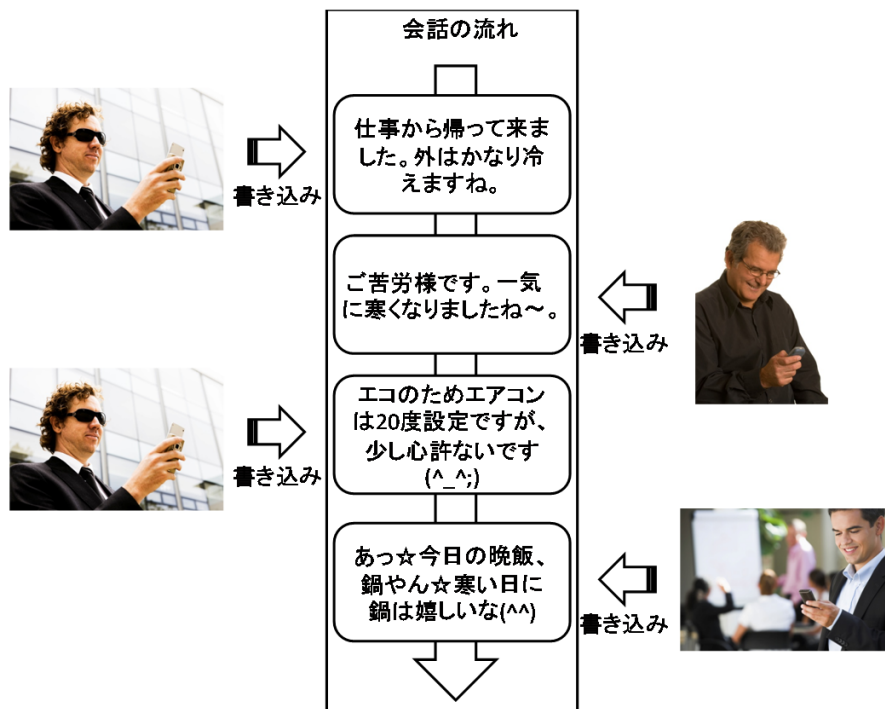 会話の流れ
仕事から帰って来ま
した。外はかなり冷
えますね。
書き込み
ご苦労様です。一気
に寒くなりましたね～。
書き込み
エコのためエアコン
は20度設定ですが、
少し心許ないです
(^_^;)
書き込み
あっ☆今日の晩飯、
鍋やん☆寒い日に
鍋は嬉しいな(^^)
書き込み